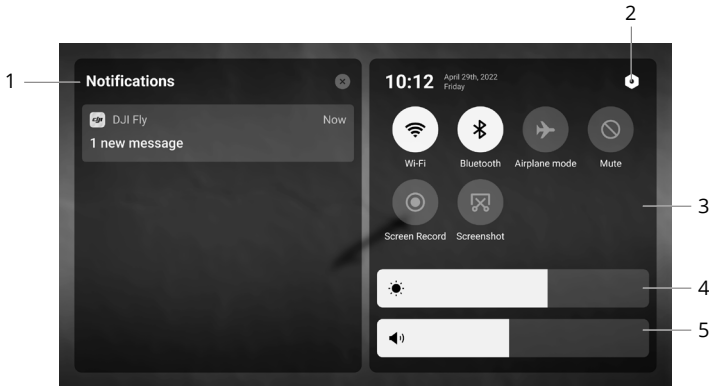 2
1
Notifications
10:12
April 29th, 2022
Friday
dji
DJI Fly
Now
1 new message
Wi-Fi
Bluetooth
Airplane mode
Mute
3
Screen Record
Screenshot
4
5